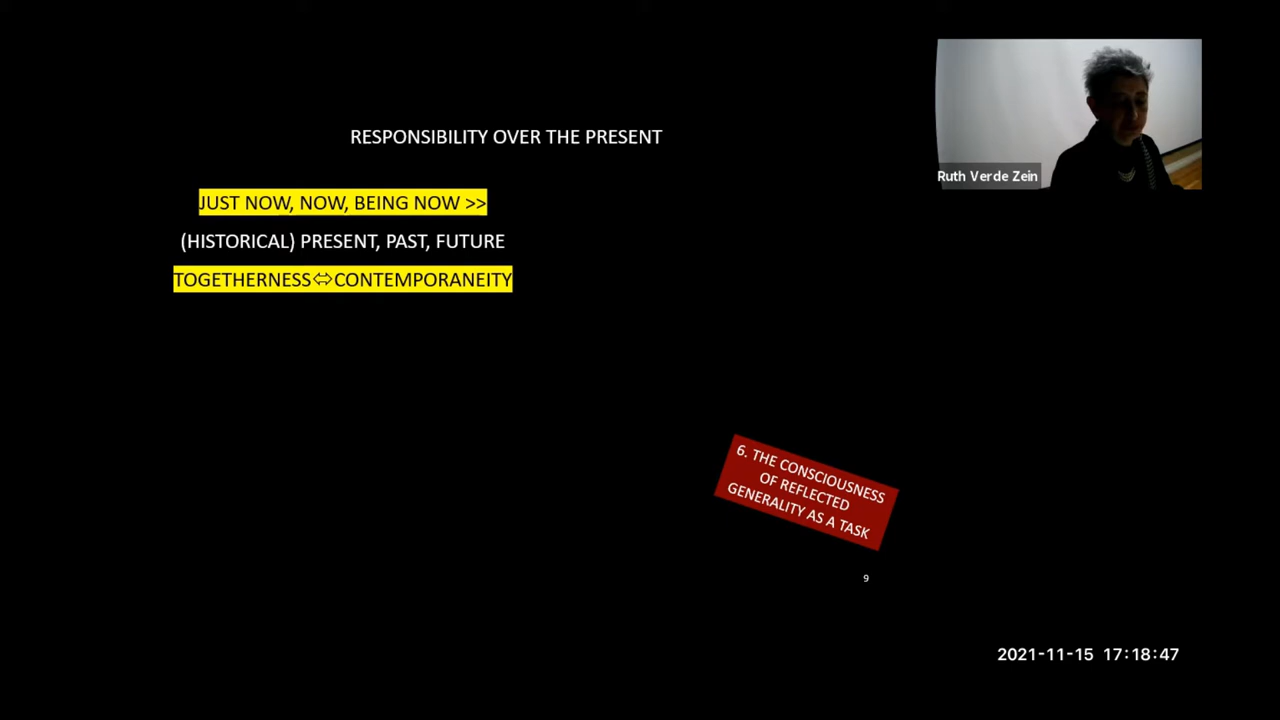 Ruth Verde Zein
RESPONSIBILITY OVER THE PRESENT
JUST NOW, NOW, BEING NOW >>
(HISTORICAL) PRESENT, PAST, FUTURE
TOGETHERNESS⬄CONTEMPORANEITY
6. THE CONSCIOUSNESS
OF REFLECTED
GENERALITY AS A TASK
9
2021-11-15 17:18:47